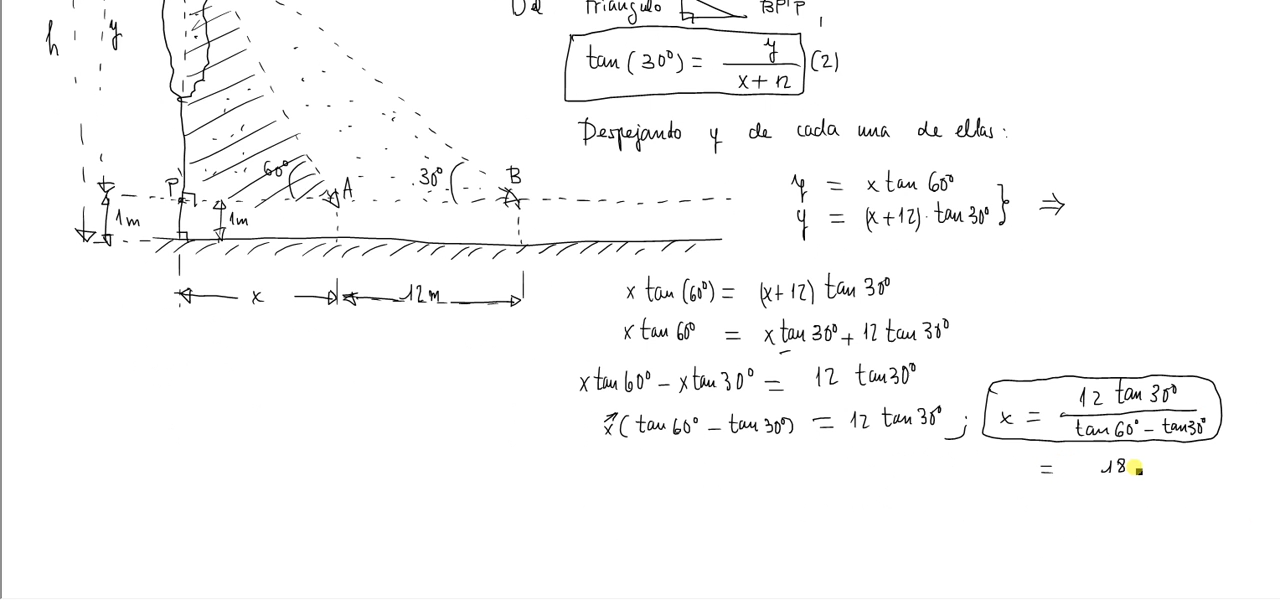 De l triángulo BP'P,
h y
tan (30°) = y / x + 12 (2)
Despejando y de cada una de ellas:
60° 30° P A B
1m 1m
y = x tan 60°
y = (x+12) · tan 30° } ⇒
x 12m
x tan (60°) = (x+12) tan 30°
x tan 60° = x tan 30° + 12 tan 30°
x tan 60° - x tan 30° = 12 tan 30°
x ( tan 60° - tan 30°) = 12 tan 30° ; x = 12 tan 30° / tan 60° - tan 30°
= 18